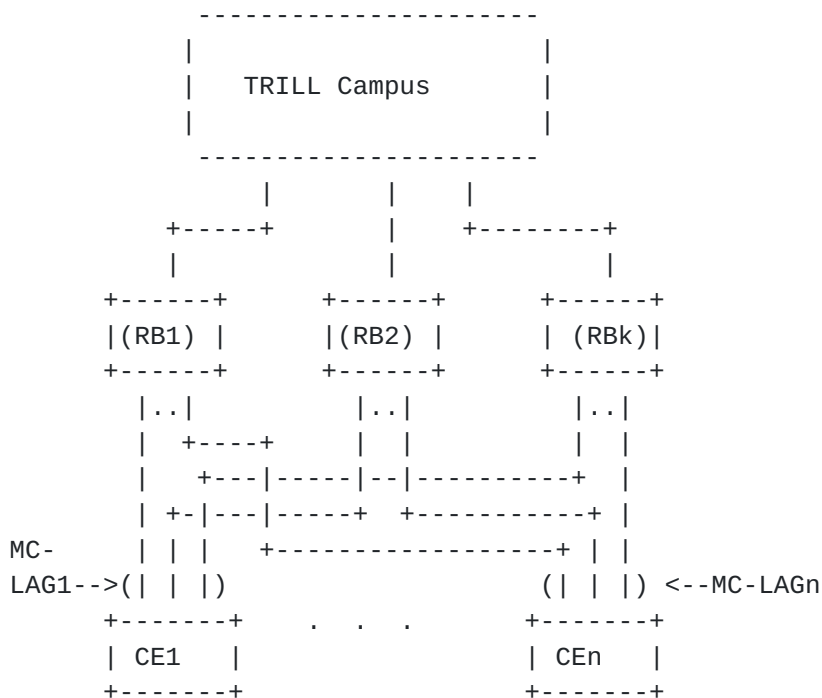 TRILL Campus
(RB1) (RB2) (RBk)
MC-
LAG1-->( ) ( ) <--MC-LAGn
. . .
CE1 CEn